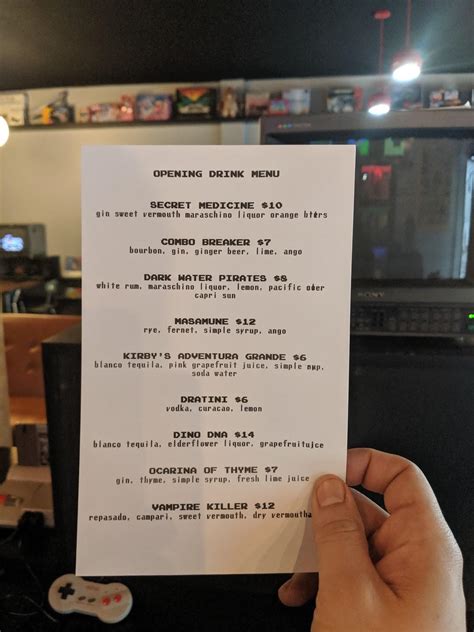 OPENING DRINK MENU
SECRET MEDICINE $10
gin sweet vermouth maraschino liquor orange
COMBO BREAKER $7
bourbon, gin, ginger beer, lime, ango
DARK WATER PIRATES $8
white rum, maraschino liquor, lemon, pacific
capri sun
MASAMUNE $12
rye, fernet, simple syrup, ango
KIRBY'S ADVENTURA GRANDE $6
blanco tequila, pink grapefruit juice, simple
soda water
DRATINI $6
vodka, curacao, lemon
DINO DNA $14
blanco tequila, elderflower liquor,
OCARINA OF THYME $7
gin, thyme, simple syrup, fresh lime juice
VAMPIRE KILLER $12
repasado, campari, sweet vermouth, dry
SONY